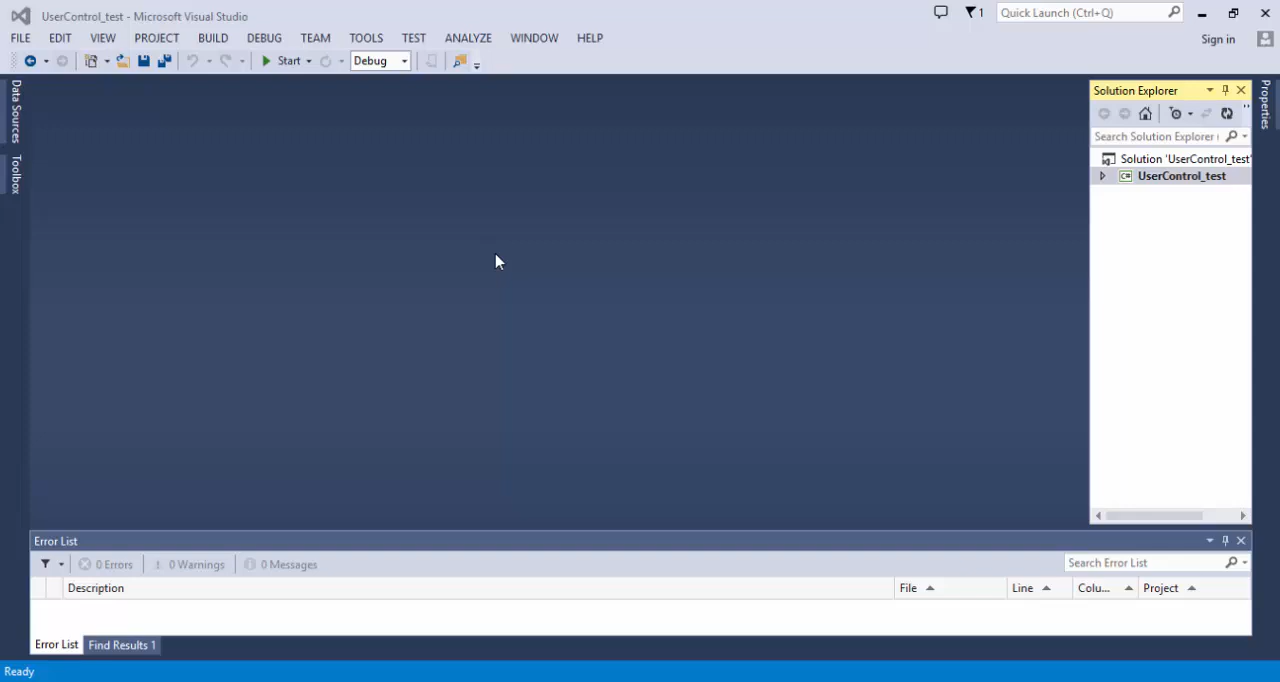 UserControl_test - Microsoft Visual Studio
1
Quick Launch (Ctrl+Q)
FILE EDIT VIEW PROJECT BUILD DEBUG TEAM TOOLS TEST ANALYZE WINDOW HELP
Sign in
Start
Debug
Data Sources
Toolbox
Solution Explorer
Search Solution Explorer (
Solution 'UserControl_test'
UserControl_test
Properties
Error List
0 Errors
0 Warnings
0 Messages
Search Error List
Description File Line Colu... Project
Error List Find Results 1
Ready